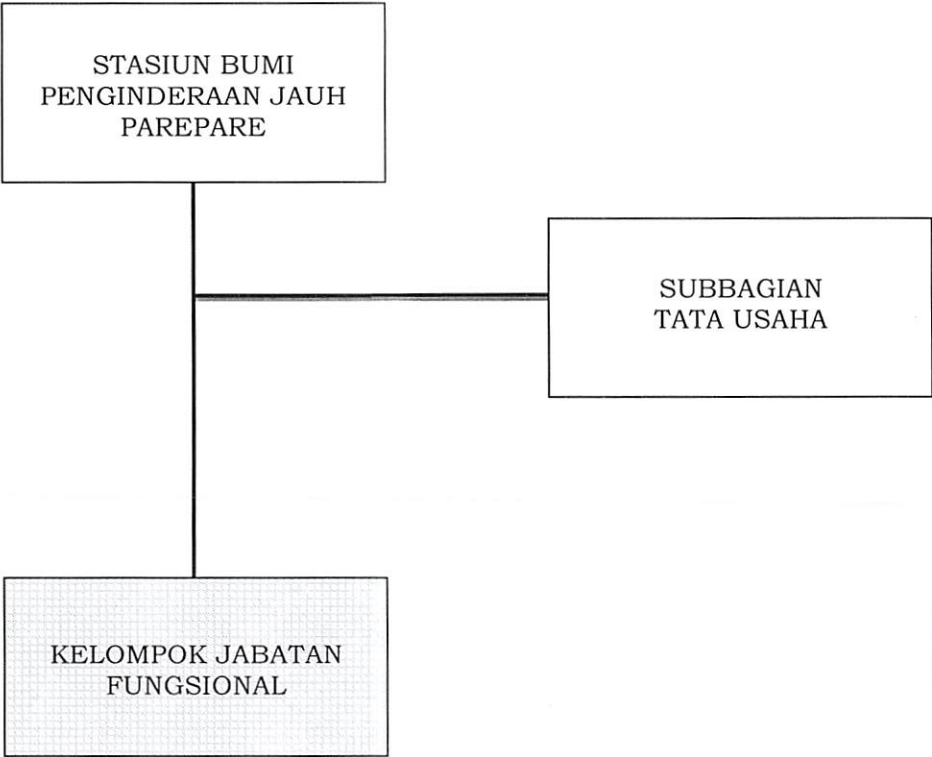 STASIUN BUMI
PENGINDERAAN JAUH
PAREPARE
SUBBAGIAN
TATA USAHA
KELOMPOK JABATAN
FUNGSIONAL